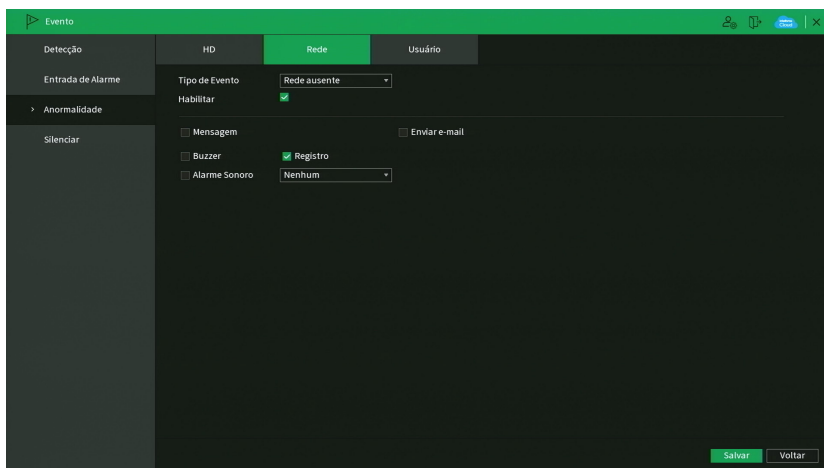 Evento
Cloud
Detecção
Entrada de Alarme
Anormalidade
Silenciar
HD
Rede
Usuário
Tipo de Evento
Rede ausente
Habilitar
Mensagem
Enviar e-mail
Buzzer
Registro
Alarme Sonoro
Nenhum
Salvar
Voltar